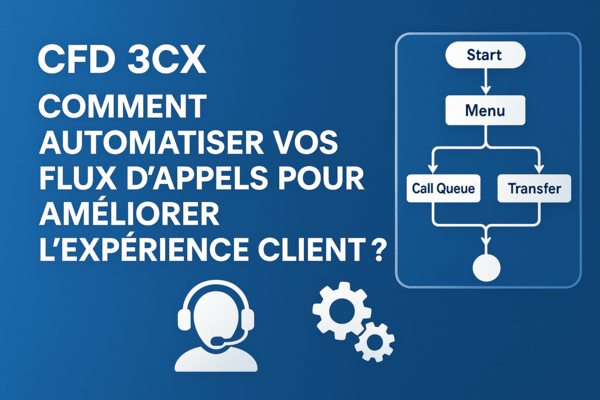 CFD 3CX
COMMENT
AUTOMATISER VOS
FLUX D'APPELS POUR
AMÉLIORER
L'EXPÉRIENCE CLIENT ?
Start
Menu
Call Queue
Transfer